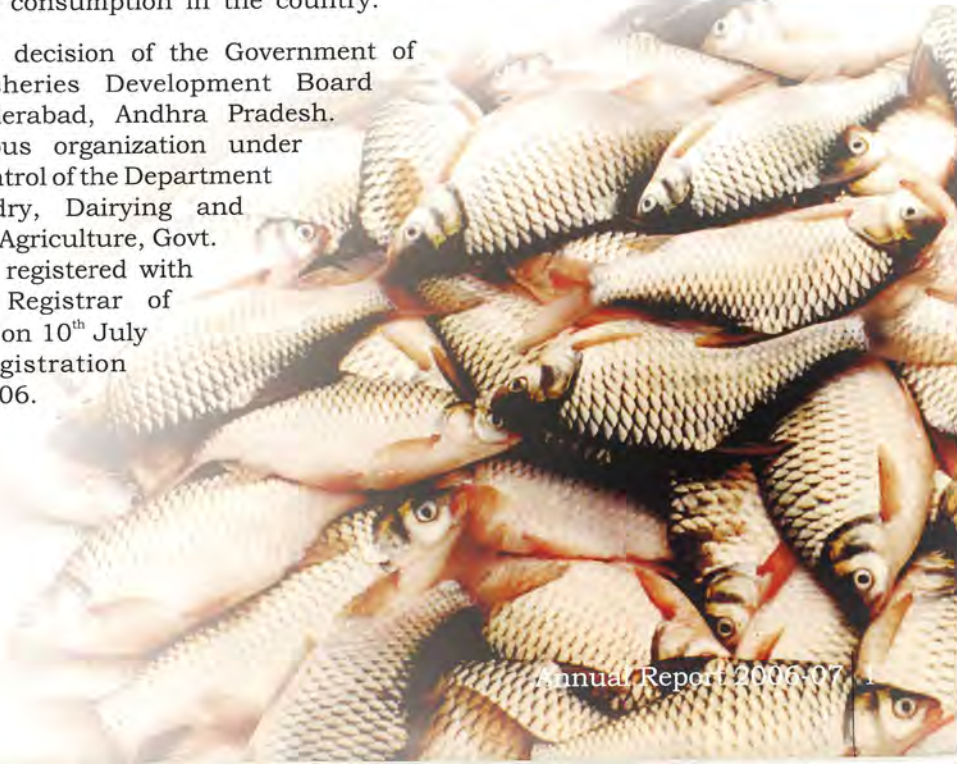 consumption in the country.
decision of the Government of
heries Development Board
erabad, Andhra Pradesh.
ous organization under
trol of the Department
dry, Dairying and
Agriculture, Govt.
registered with
Registrar of
on 10th July
gistration
06.
Annual Report 2006-07 1